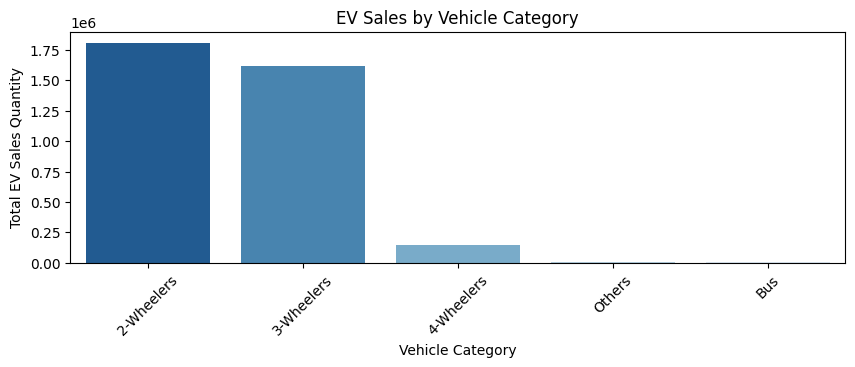 EV Sales by Vehicle Category
1e6
Total EV Sales Quantity
1.75
1.50
1.25
1.00
0.75
0.50
0.25
0.00
2-Wheelers
3-Wheelers
4-Wheelers
Others
Bus
Vehicle Category